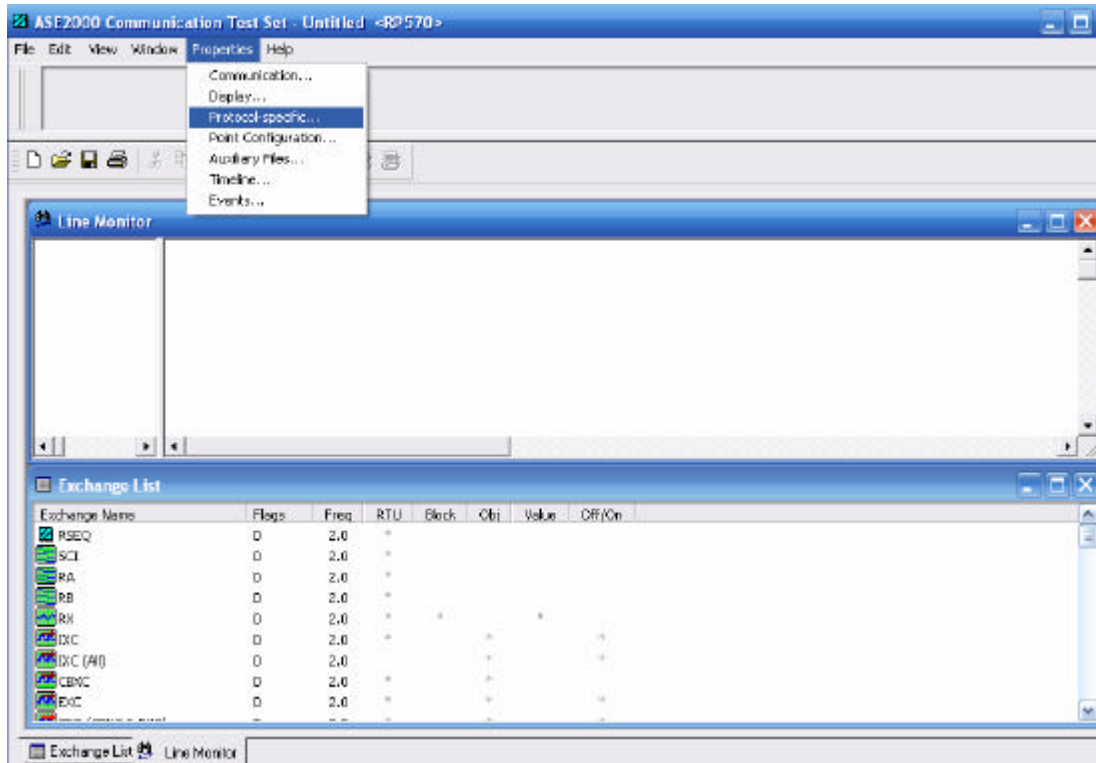 ASE2000 Communication Test Set - Untitled <RP570>
File Edit View Window Properties Help
Communication...
Display...
Protocol-specific...
Point Configuration...
Auxiliary Files...
Timeline...
Events...
Line Monitor
Exchange List
Exchange Name Flags Freq RTU Block Obj Value Off/On
RSEQ D 2.0 *
SCI D 2.0 *
RA D 2.0 *
RB D 2.0 *
RX D 2.0 * * *
IXC D 2.0 * * *
IXC (All) D 2.0 * *
CBXC D 2.0 * *
EXC D 2.0 * * *
Exchange List Line Monitor